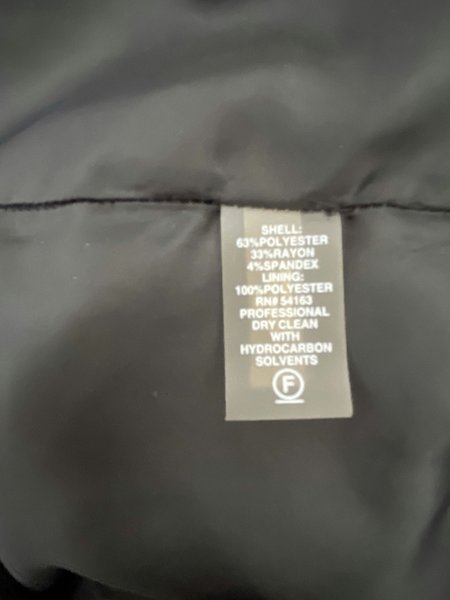 SHELL:
63%POLYESTER
33%RAYON
4%SPANDEX
LINING:
100%POLYESTER
RN# 54163
PROFESSIONAL
DRY CLEAN
WITH
HYDROCARBON
SOLVENTS
F